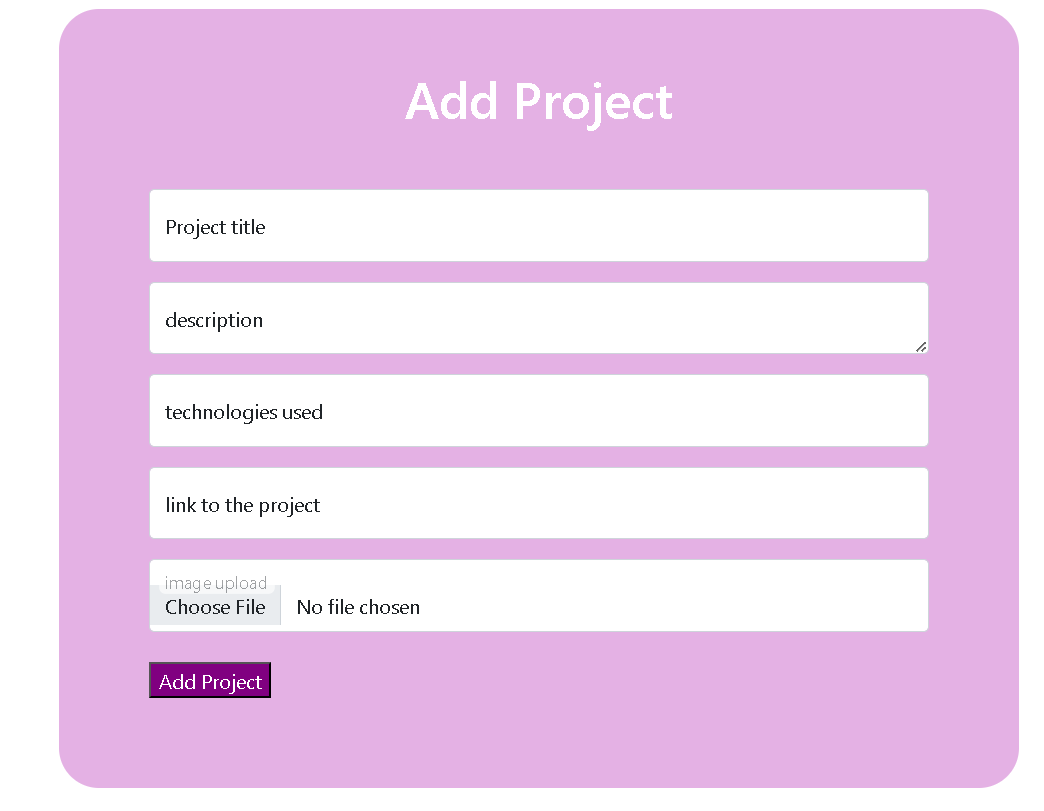 Add Project
Project title
description
technologies used
link to the project
image upload
Choose File No file chosen
Add Project